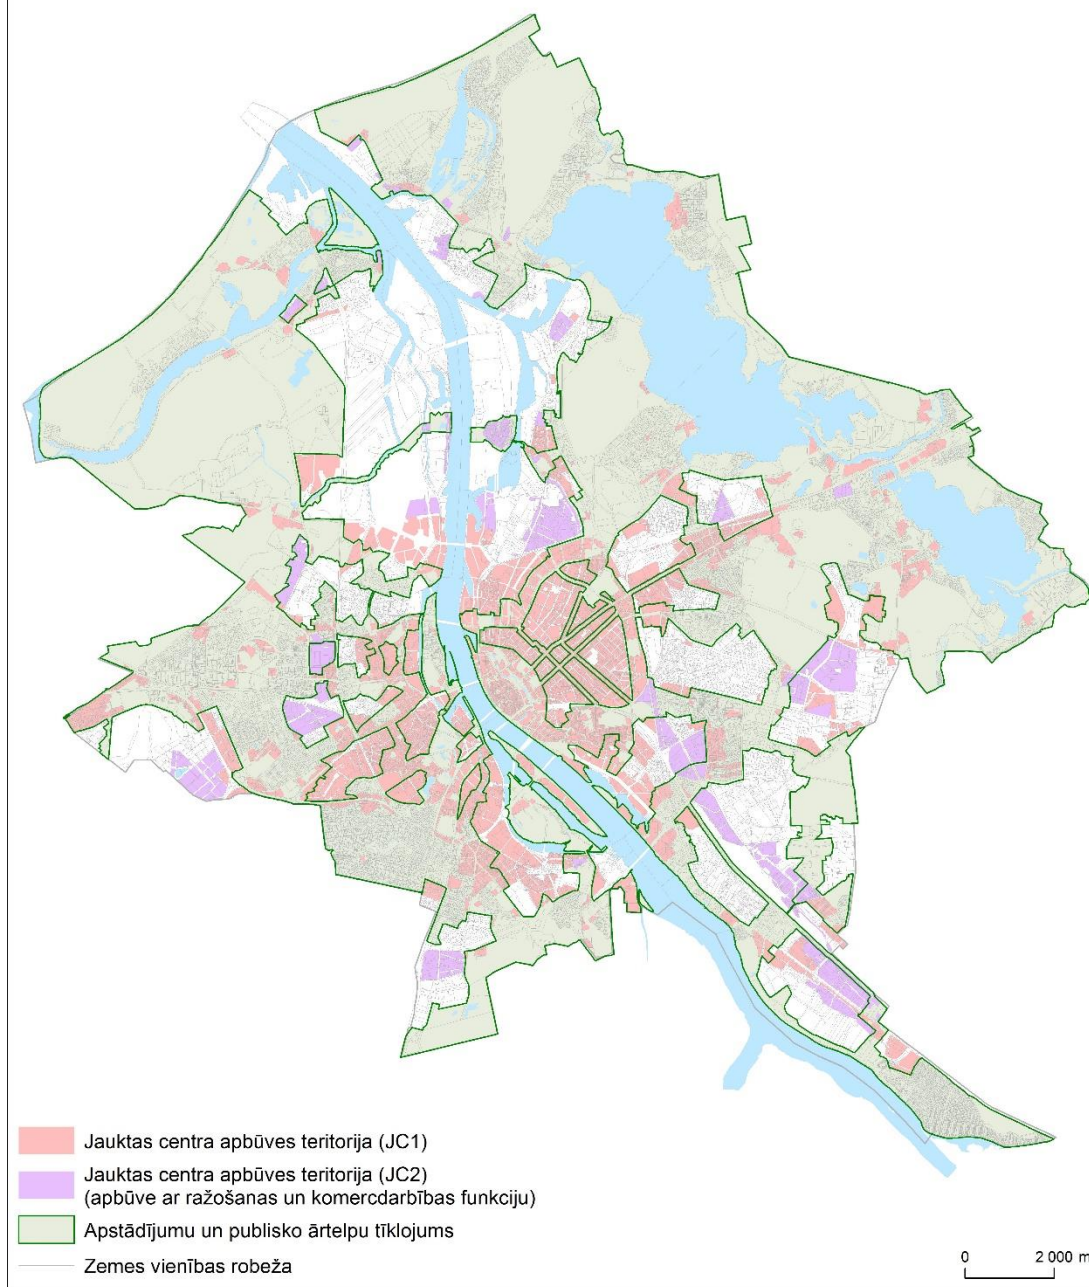 Jauktas centra apbūves teritorija (JC1)
Jauktas centra apbūves teritorija (JC2)
(apbūve ar ražošanas un komercdarbības funkciju)
Apstādījumu un publisko ārtelpu tīklojums
Zemes vienības robeža
0 2 000 m